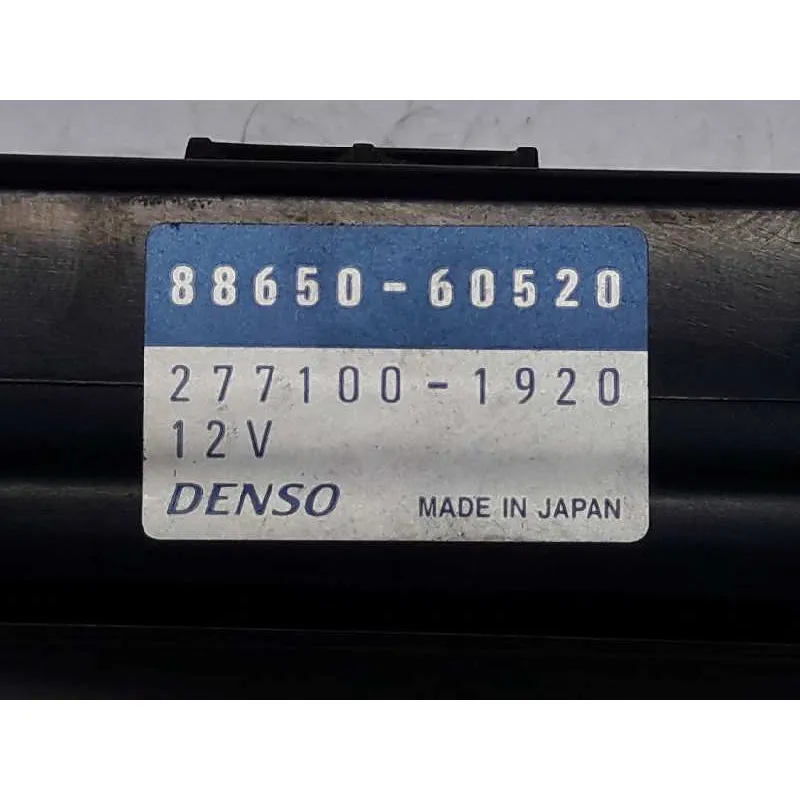 88650-60520
277100-1920
12V
DENSO MADE IN JAPAN